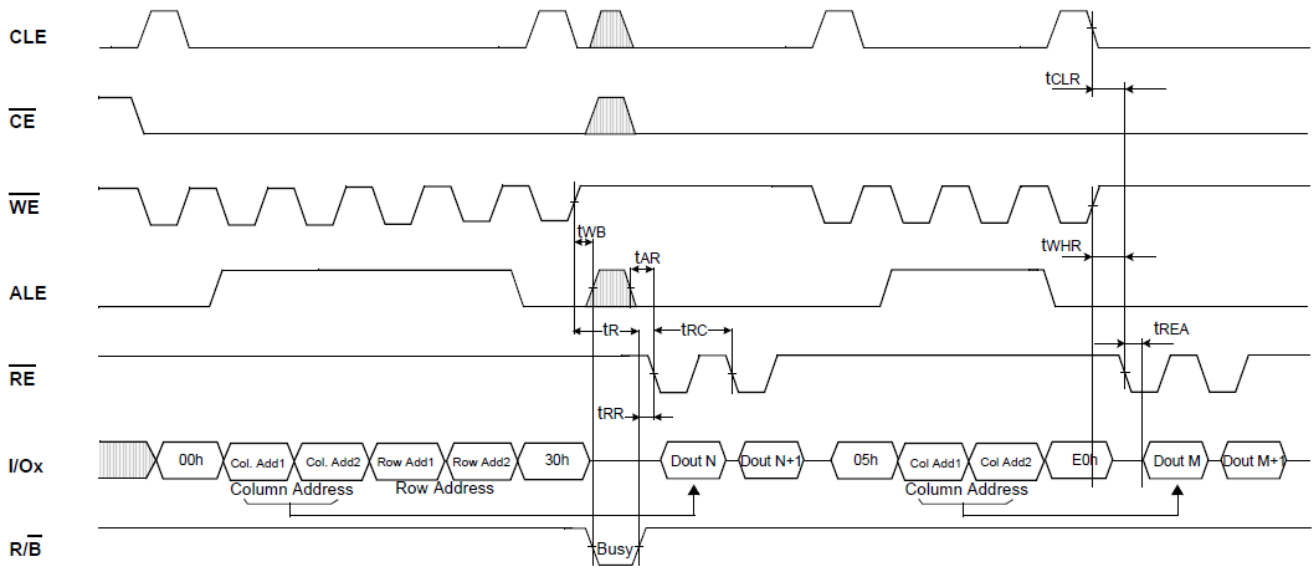 CLE
tCLR
CE
WE
tWB
tWHR
tAR
ALE
tR
tRC
tREA
RE
tRR
I/Ox
00h Col. Add1 Col. Add2 Row Add1 Row Add2 30h Dout N Dout N+1 05h Col Add1 Col Add2 E0h Dout M Dout M+1
Column Address Row Address Column Address
R/B Busy